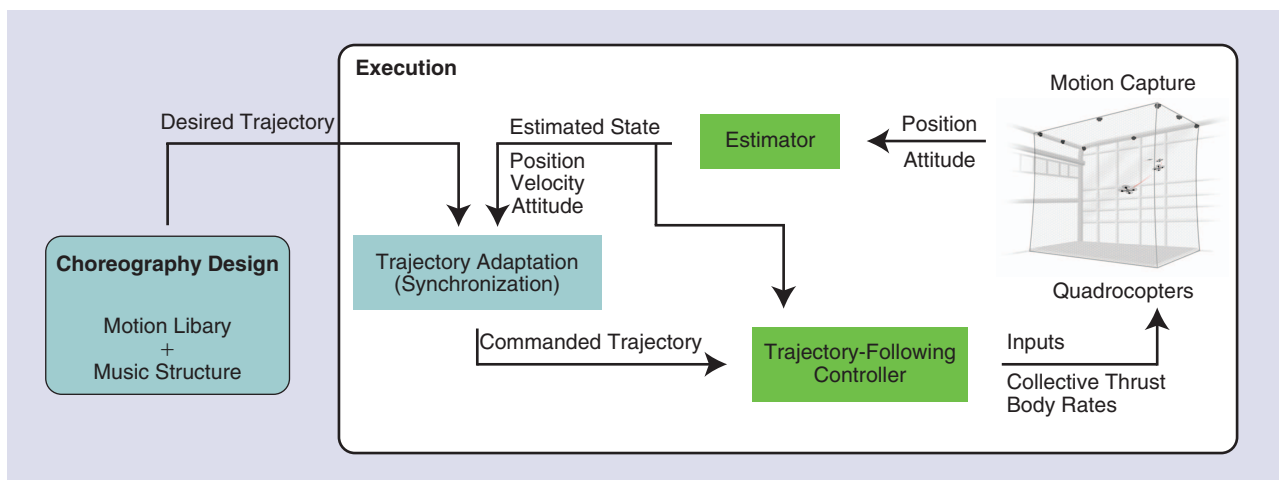 Execution
Motion Capture
Desired Trajectory
Estimated State
Position
Velocity
Attitude
Estimator
Position
Attitude
Choreography Design
Motion Libary
+
Music Structure
Trajectory Adaptation
(Synchronization)
Quadrocopters
Commanded Trajectory
Trajectory-Following
Controller
Inputs
Collective Thrust
Body Rates